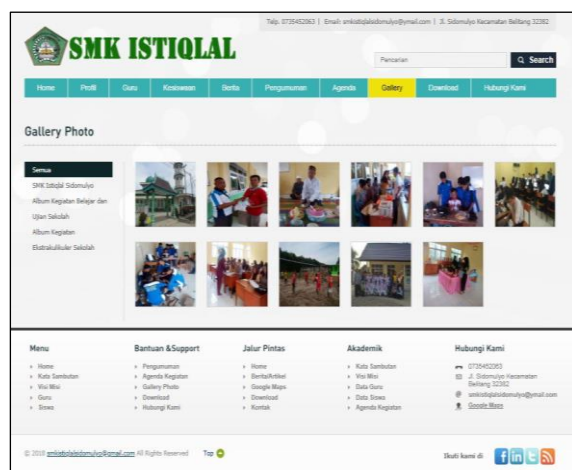 Telp. 0735452063 | Email: smkistiqlalsidomulyo@ymail.com | Jl. Sidomulyo Kecamatan Belitang 32382
SMK ISTIQLAL
Pencarian
Search
Home Profil Guru Kesiswaan Berita Pengumuman Agenda Gallery Download Hubungi Kami
Gallery Photo
Semua
SMK Istiqlal Sidomulyo
Album Kegiatan Belajar dan
Ujian Sekolah
Album Kegiatan
Ekstrakulikuler Sekolah
Menu
Home
Kata Sambutan
Visi Misi
Guru
Siswa
Bantuan &Support
Pengumuman
Agenda Kegiatan
Gallery Photo
Download
Hubungi Kami
Jalur Pintas
Home
Berita/Artikel
Google Maps
Download
Kontak
Akademik
Kata Sambutan
Visi Misi
Data Guru
Data Siswa
Agenda Kegiatan
Hubungi Kami
0735452063
Jl. Sidomulyo Kecamatan
Belitang 32382
smkistiqlalsidomulyo@ymail.com
Google Maps
© 2018 smkistiqlalsidomulyo@gmail.com All Rights Reserved Top
Ikuti kami di